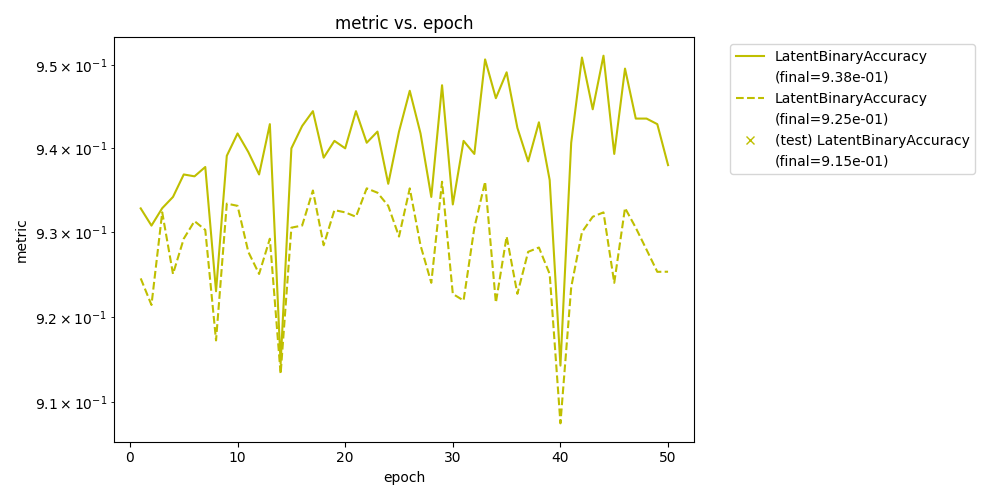 metric vs. epoch
LatentBinaryAccuracy
(final=9.38e-01)
LatentBinaryAccuracy
(final=9.25e-01)
(test) LatentBinaryAccuracy
(final=9.15e-01)
metric
9.5 × 10⁻¹
9.4 × 10⁻¹
9.3 × 10⁻¹
9.2 × 10⁻¹
9.1 × 10⁻¹
0 10 20 30 40 50
epoch